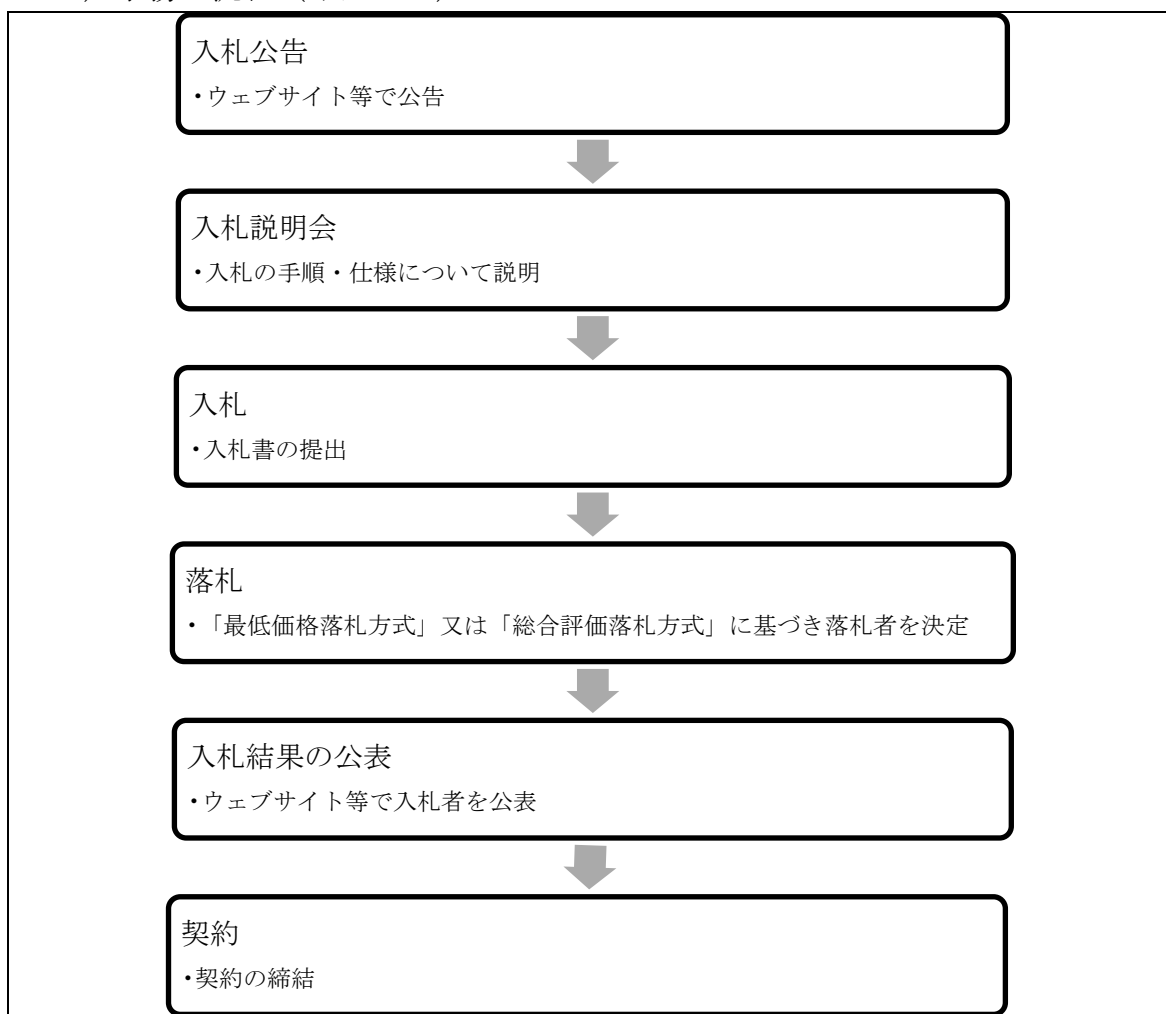 入札公告
・ウェブサイト等で公告
入札説明会
・入札の手順・仕様について説明
入札
・入札書の提出
落札
・「最低価格落札方式」又は「総合評価落札方式」に基づき落札者を決定
入札結果の公表
・ウェブサイト等で入札者を公表
契約
・契約の締結